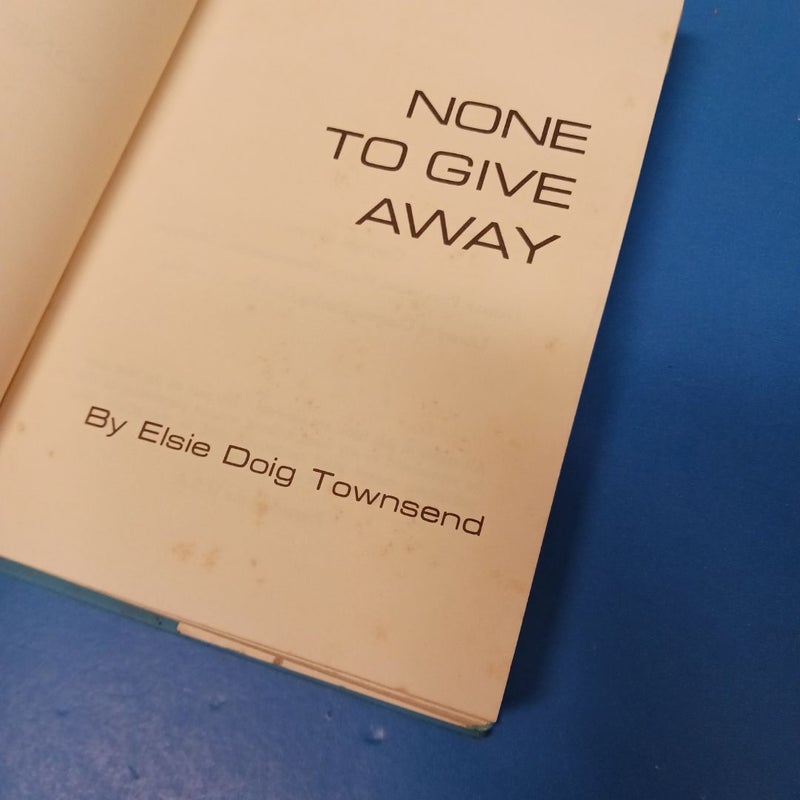 NONE
TO GIVE
AWAY
By Elsie Doig Townsend